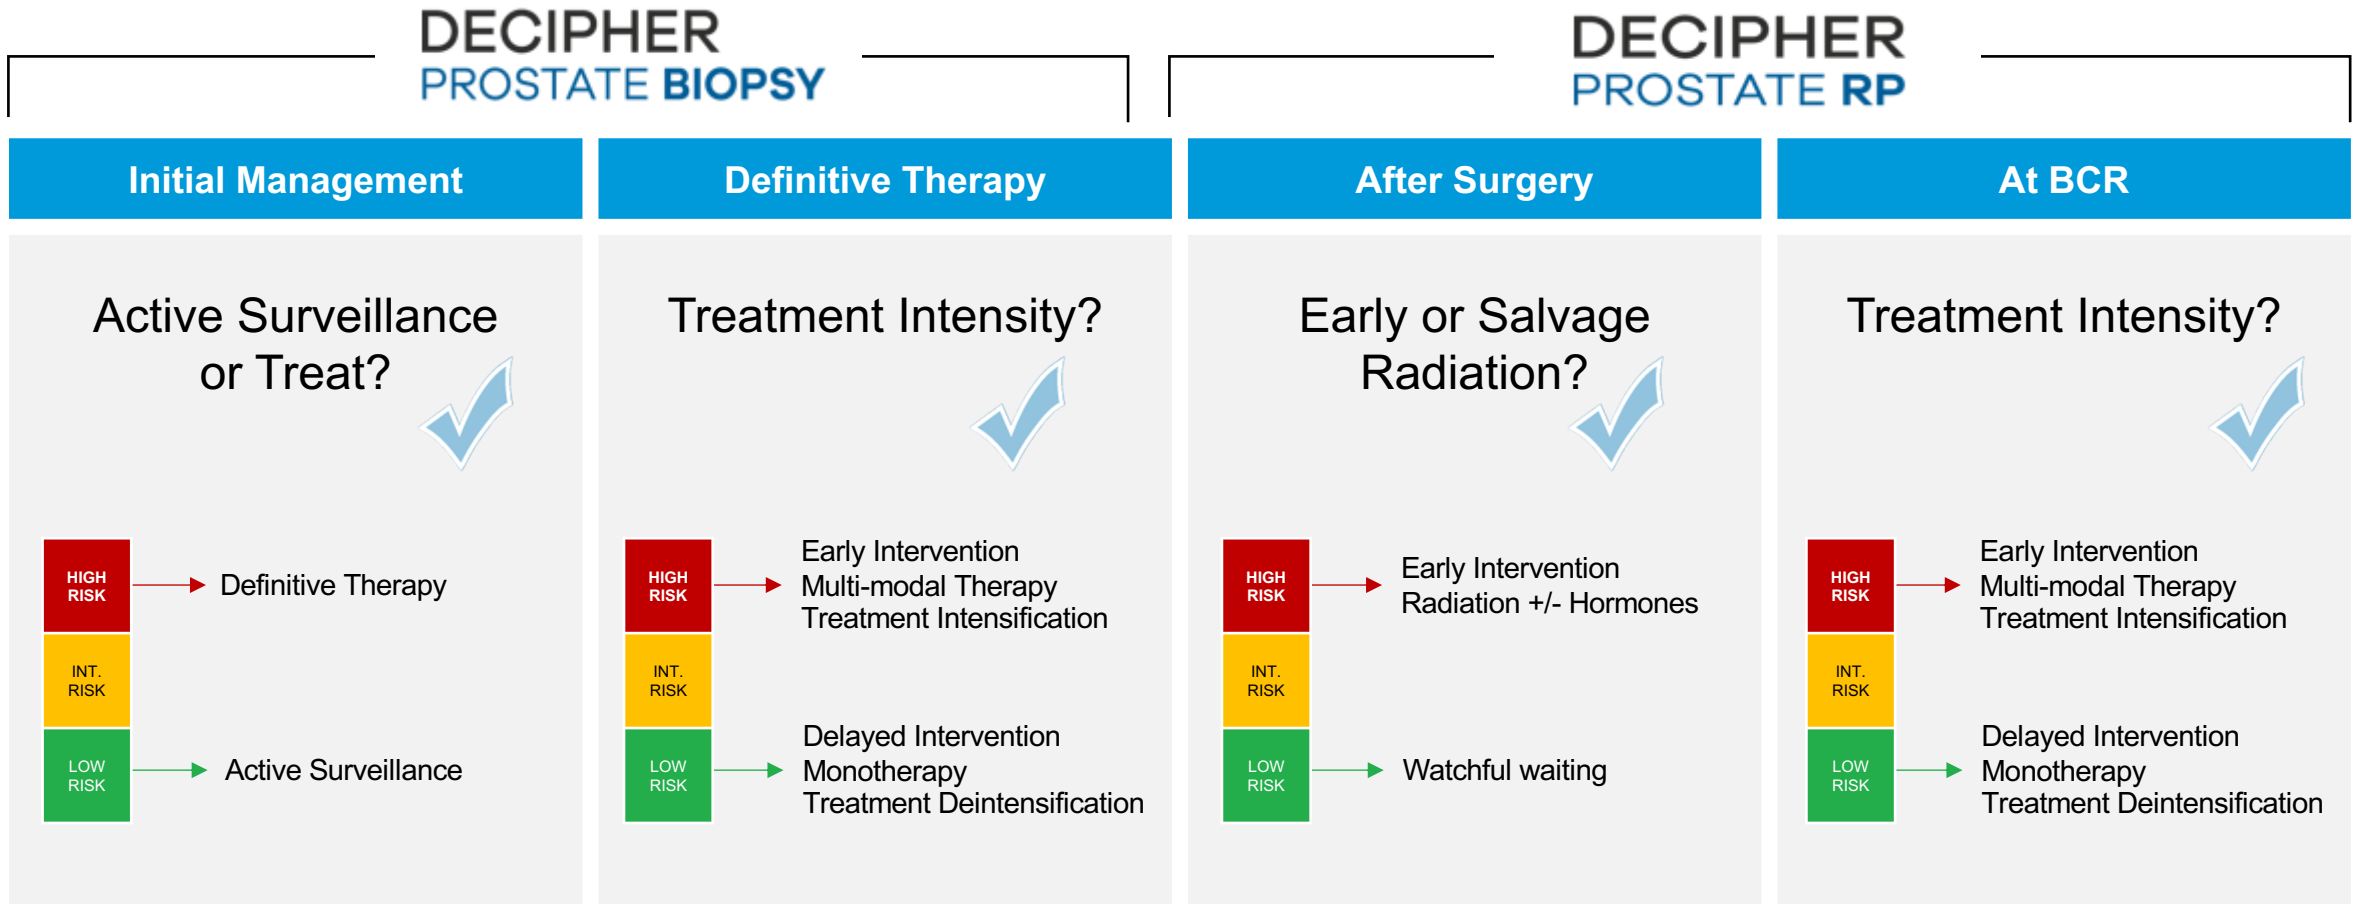 DECIPHER
PROSTATE BIOPSY
DECIPHER
PROSTATE RP
Initial Management
Active Surveillance
or Treat?
HIGH
RISK
Definitive Therapy
INT.
RISK
LOW
RISK
Active Surveillance
Definitive Therapy
Treatment Intensity?
HIGH
RISK
Early Intervention
Multi-modal Therapy
Treatment Intensification
INT.
RISK
LOW
RISK
Delayed Intervention
Monotherapy
Treatment Deintensification
After Surgery
Early or Salvage
Radiation?
HIGH
RISK
Early Intervention
Radiation +/- Hormones
INT.
RISK
LOW
RISK
Watchful waiting
At BCR
Treatment Intensity?
HIGH
RISK
Early Intervention
Multi-modal Therapy
Treatment Intensification
INT.
RISK
LOW
RISK
Delayed Intervention
Monotherapy
Treatment Deintensification